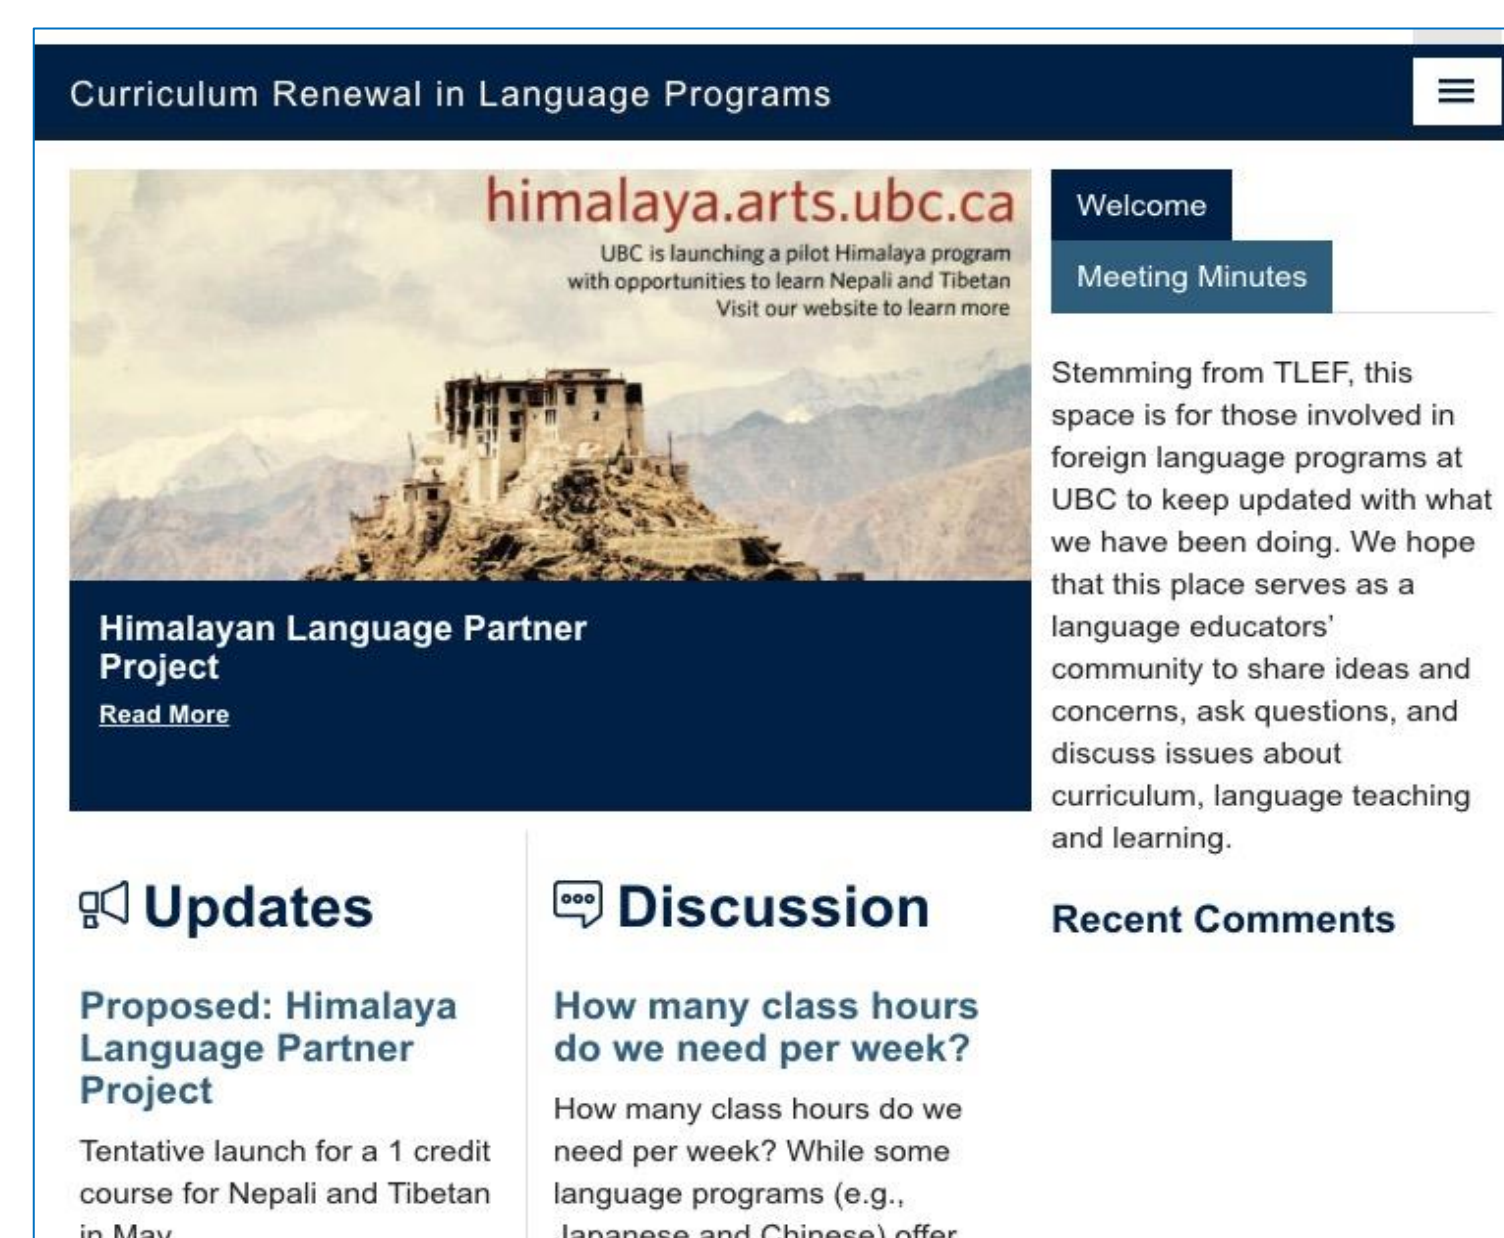 Curriculum Renewal in Language Programs
himalaya.arts.ubc.ca
UBC is launching a pilot Himalaya program
with opportunities to learn Nepali and Tibetan
Visit our website to learn more
Himalayan Language Partner
Project
Read More
Welcome
Meeting Minutes
Stemming from TLEF, this
space is for those involved in
foreign language programs at
UBC to keep updated with what
we have been doing. We hope
that this place serves as a
language educators’
community to share ideas and
concerns, ask questions, and
discuss issues about
curriculum, language teaching
and learning.
Recent Comments
Updates
Proposed: Himalaya
Language Partner
Project
Tentative launch for a 1 credit
course for Nepali and Tibetan
in May
Discussion
How many class hours
do we need per week?
How many class hours do we
need per week? While some
language programs (e.g.,
Japanese and Chinese) offer